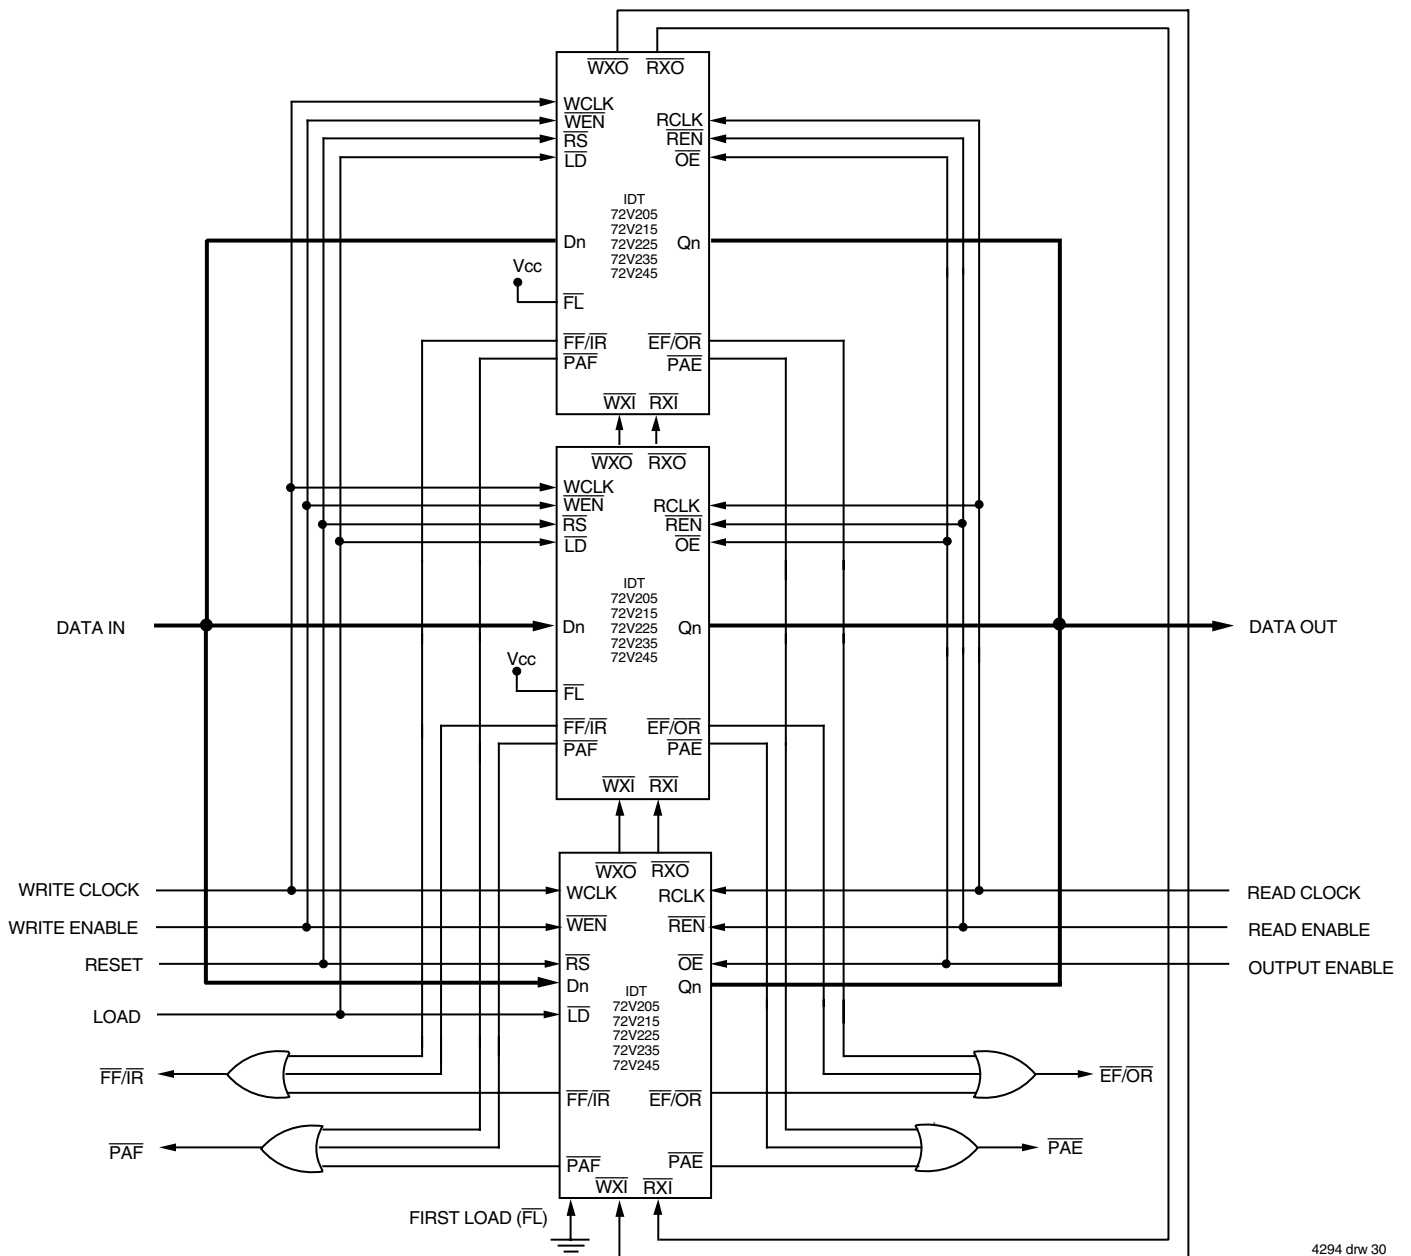 WXO RXO
WCLK
WEN
RS
LD
RCLK
REN
OE
IDT
72V205
72V215
72V225
72V235
72V245
Dn
Qn
Vcc
FL
FF/IR
PAF
EF/OR
PAE
WXI RXI
WXO RXO
WCLK
WEN
RS
LD
RCLK
REN
OE
IDT
72V205
72V215
72V225
72V235
72V245
DATA IN
Dn
Qn
DATA OUT
Vcc
FL
FF/IR
PAF
EF/OR
PAE
WXI RXI
WXO RXO
WRITE CLOCK
WCLK
RCLK
READ CLOCK
WRITE ENABLE
WEN
REN
READ ENABLE
RESET
RS
OE
OUTPUT ENABLE
Dn
Qn
IDT
72V205
72V215
72V225
72V235
72V245
LOAD
LD
FF/IR
FF/IR
EF/OR
EF/OR
PAF
PAF
PAE
PAE
WXI RXI
FIRST LOAD (FL)
4294 drw 30